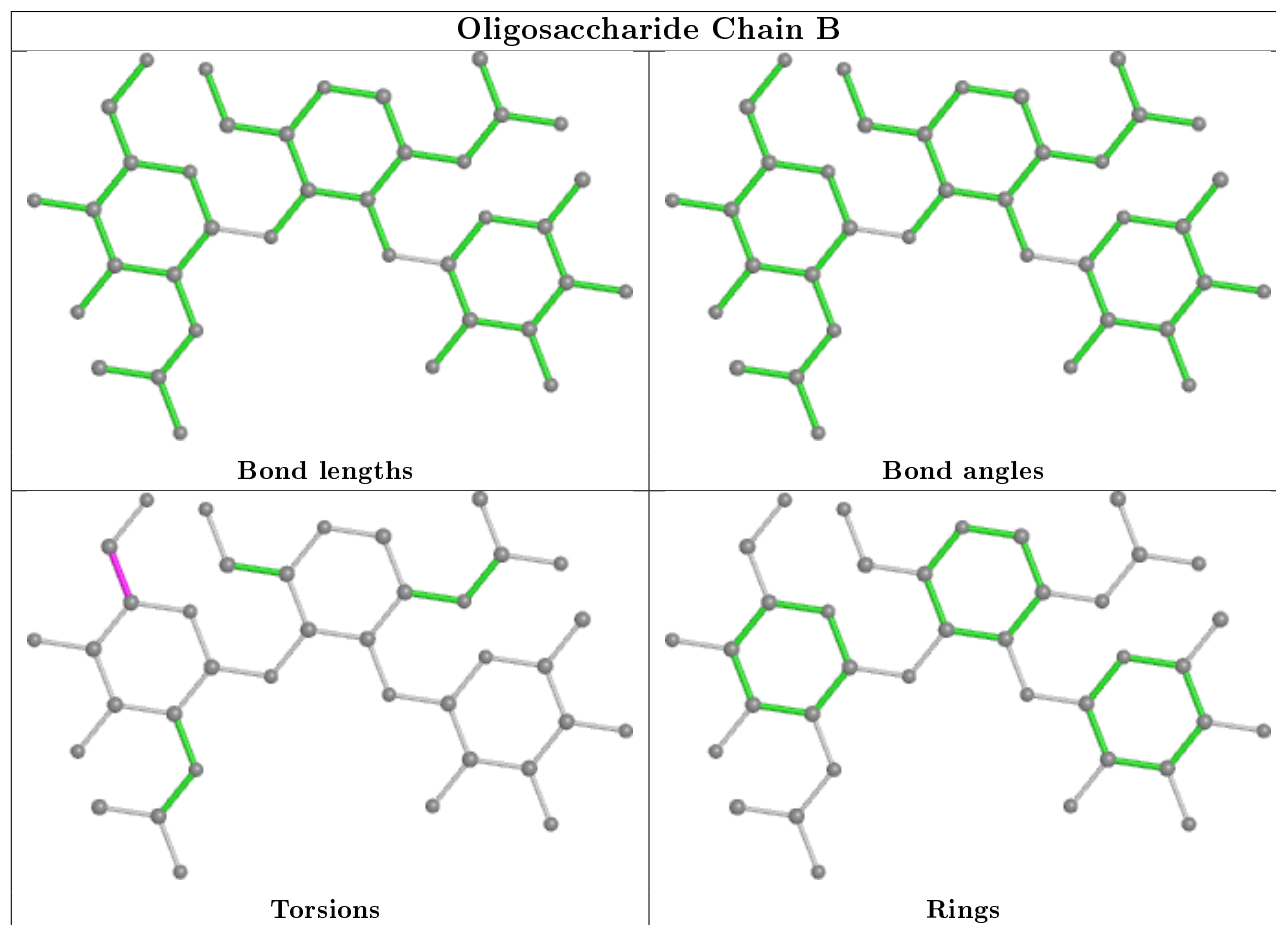 Oligosaccharide Chain B
Bond lengths
Bond angles
Torsions
Rings